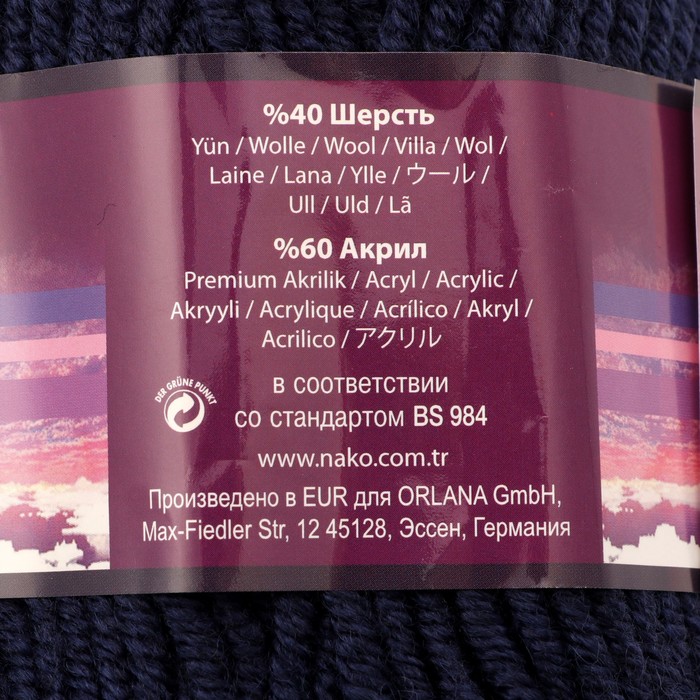 %40 Шерсть
Yün / Wolle / Wool / Villa / Wol /
Laine / Lana / Ylle / ウール /
Ull / Uld / Lã
%60 Акрил
Premium Akrilik / Acryl / Acrylic /
Akryyli / Acrylique / Acrílico / Akryl /
Acrilico / アクリル
DER GRÜNE PUNKT
в соответствии
со стандартом BS 984
www.nako.com.tr
Произведено в EUR для ORLANA GmbH,
Max-Fiedler Str, 12 45128, Эссен, Германия